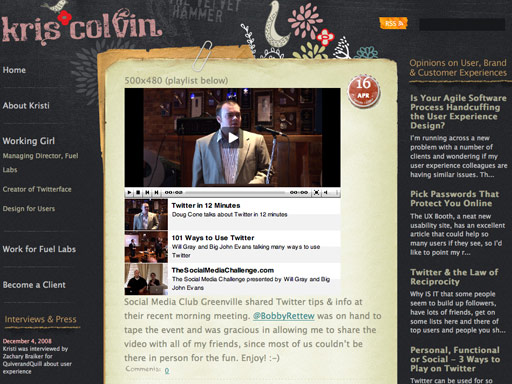 kris colvin
THE VELVET
HAMMER
RSS
Home
About Kristi
Working Girl
Managing Director, Fuel
Labs
Creator of Twitterface
Design for Users
Work for Fuel Labs
Become a Client
Interviews & Press
December 4, 2008
Kristi was interviewed by
Zachary Braiker for
QuiverandQuill about user
experience
500x480 (playlist below)
16
APR
00:00
00:00
Twitter in 12 Minutes
Doug Cone talks about Twitter in 12 minutes
101 Ways to Use Twitter
Will Gray and Big John Evans talking many ways to use
Twitter
TheSocialMediaChallenge.com
The Social Media Challenge presented by Will Gray and Big
John Evans
Social Media Club Greenville shared Twitter tips & info at
their recent morning meeting. @BobbyRettew was on hand to
tape the event and was gracious in allowing me to share the
video with all of my friends, since most of us couldn't be
there in person for the fun. Enjoy! :~)
Comments: 0
Opinions on User, Brand
& Customer Experiences
Is Your Agile Software
Process Handcuffing
the User Experience
Design?
I'm running across a new
problem with a number of
clients and wondering if my
user experience colleagues
are having similar issues. Th...
Pick Passwords That
Protect You Online
The UX Booth, a neat new
usability site, has an excellent
article that could help so
many users if they see, so I'd
like to point my r...
Twitter & the Law of
Reciprocity
Why IS IT that some people
seem to build up followers,
have lots of friends, get on
some lists here and there of
top users and people you sh...
Personal, Functional
or Social - 3 Ways to
Play on Twitter
Twitter can be used for so